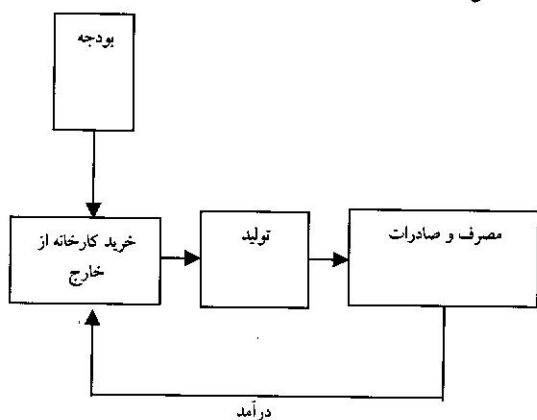 بودجه
خرید کارخانه از
خارج
تولید
مصرف و صادرات
درآمد